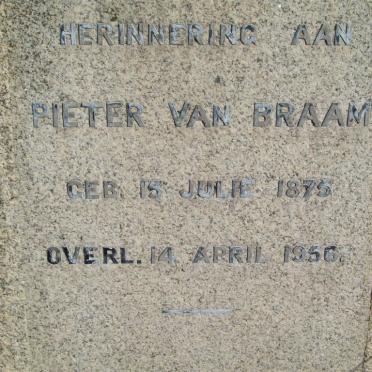 HERINNERING AAN
PIETER VAN BRAAM
GEB. 15 JULIE 1875
OVERL. 14 APRIL 1956.